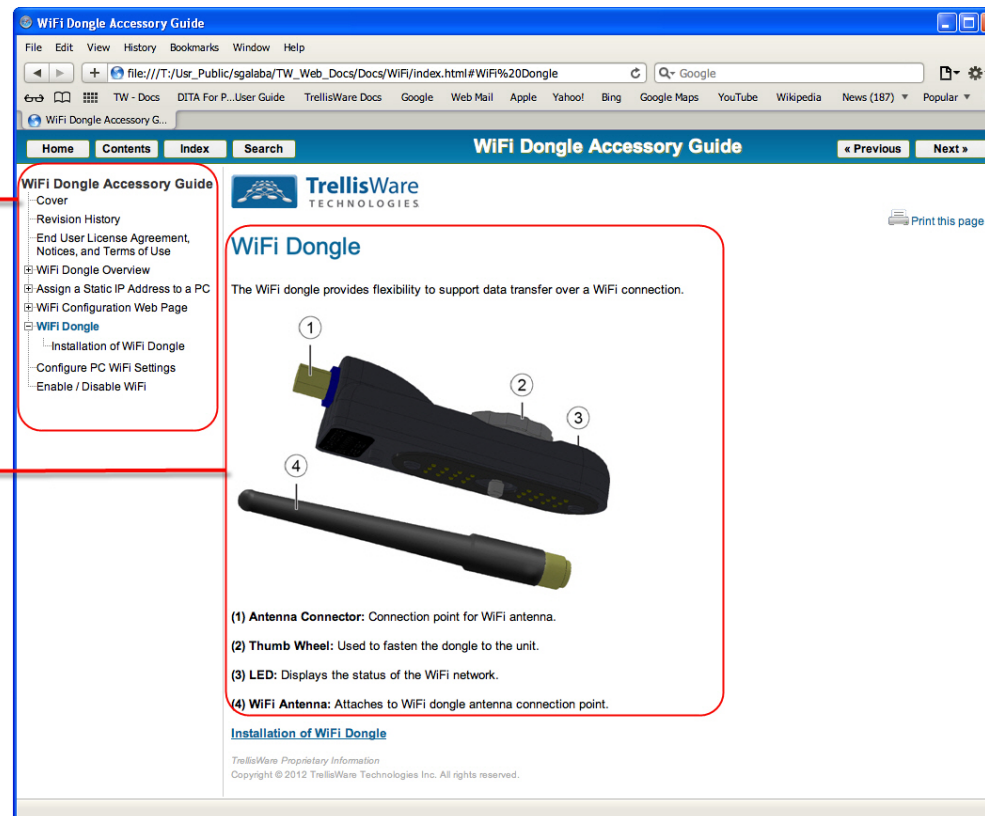 WiFi Dongle Accessory Guide
File Edit View History Bookmarks Window Help
file:///T:/Usr_Public/sgalaba/TW_Web_Docs/Docs/WiFi/index.html#WiFi%20Dongle
Google
TW - Docs DITA For P...User Guide TrellisWare Docs Google Web Mail Apple Yahoo! Bing Google Maps YouTube Wikipedia News (187) Popular
WiFi Dongle Accessory G...
Home Contents Index Search
WiFi Dongle Accessory Guide
« Previous Next »
WiFi Dongle Accessory Guide
Cover
Revision History
End User License Agreement,
Notices, and Terms of Use
WiFi Dongle Overview
Assign a Static IP Address to a PC
WiFi Configuration Web Page
WiFi Dongle
Installation of WiFi Dongle
Configure PC WiFi Settings
Enable / Disable WiFi
TrellisWare
TECHNOLOGIES
Print this page
WiFi Dongle
The WiFi dongle provides flexibility to support data transfer over a WiFi connection.
1
2
3
4
(1) Antenna Connector: Connection point for WiFi antenna.
(2) Thumb Wheel: Used to fasten the dongle to the unit.
(3) LED: Displays the status of the WiFi network.
(4) WiFi Antenna: Attaches to WiFi dongle antenna connection point.
Installation of WiFi Dongle
TrellisWare Proprietary Information
Copyright © 2012 TrellisWare Technologies Inc. All rights reserved.